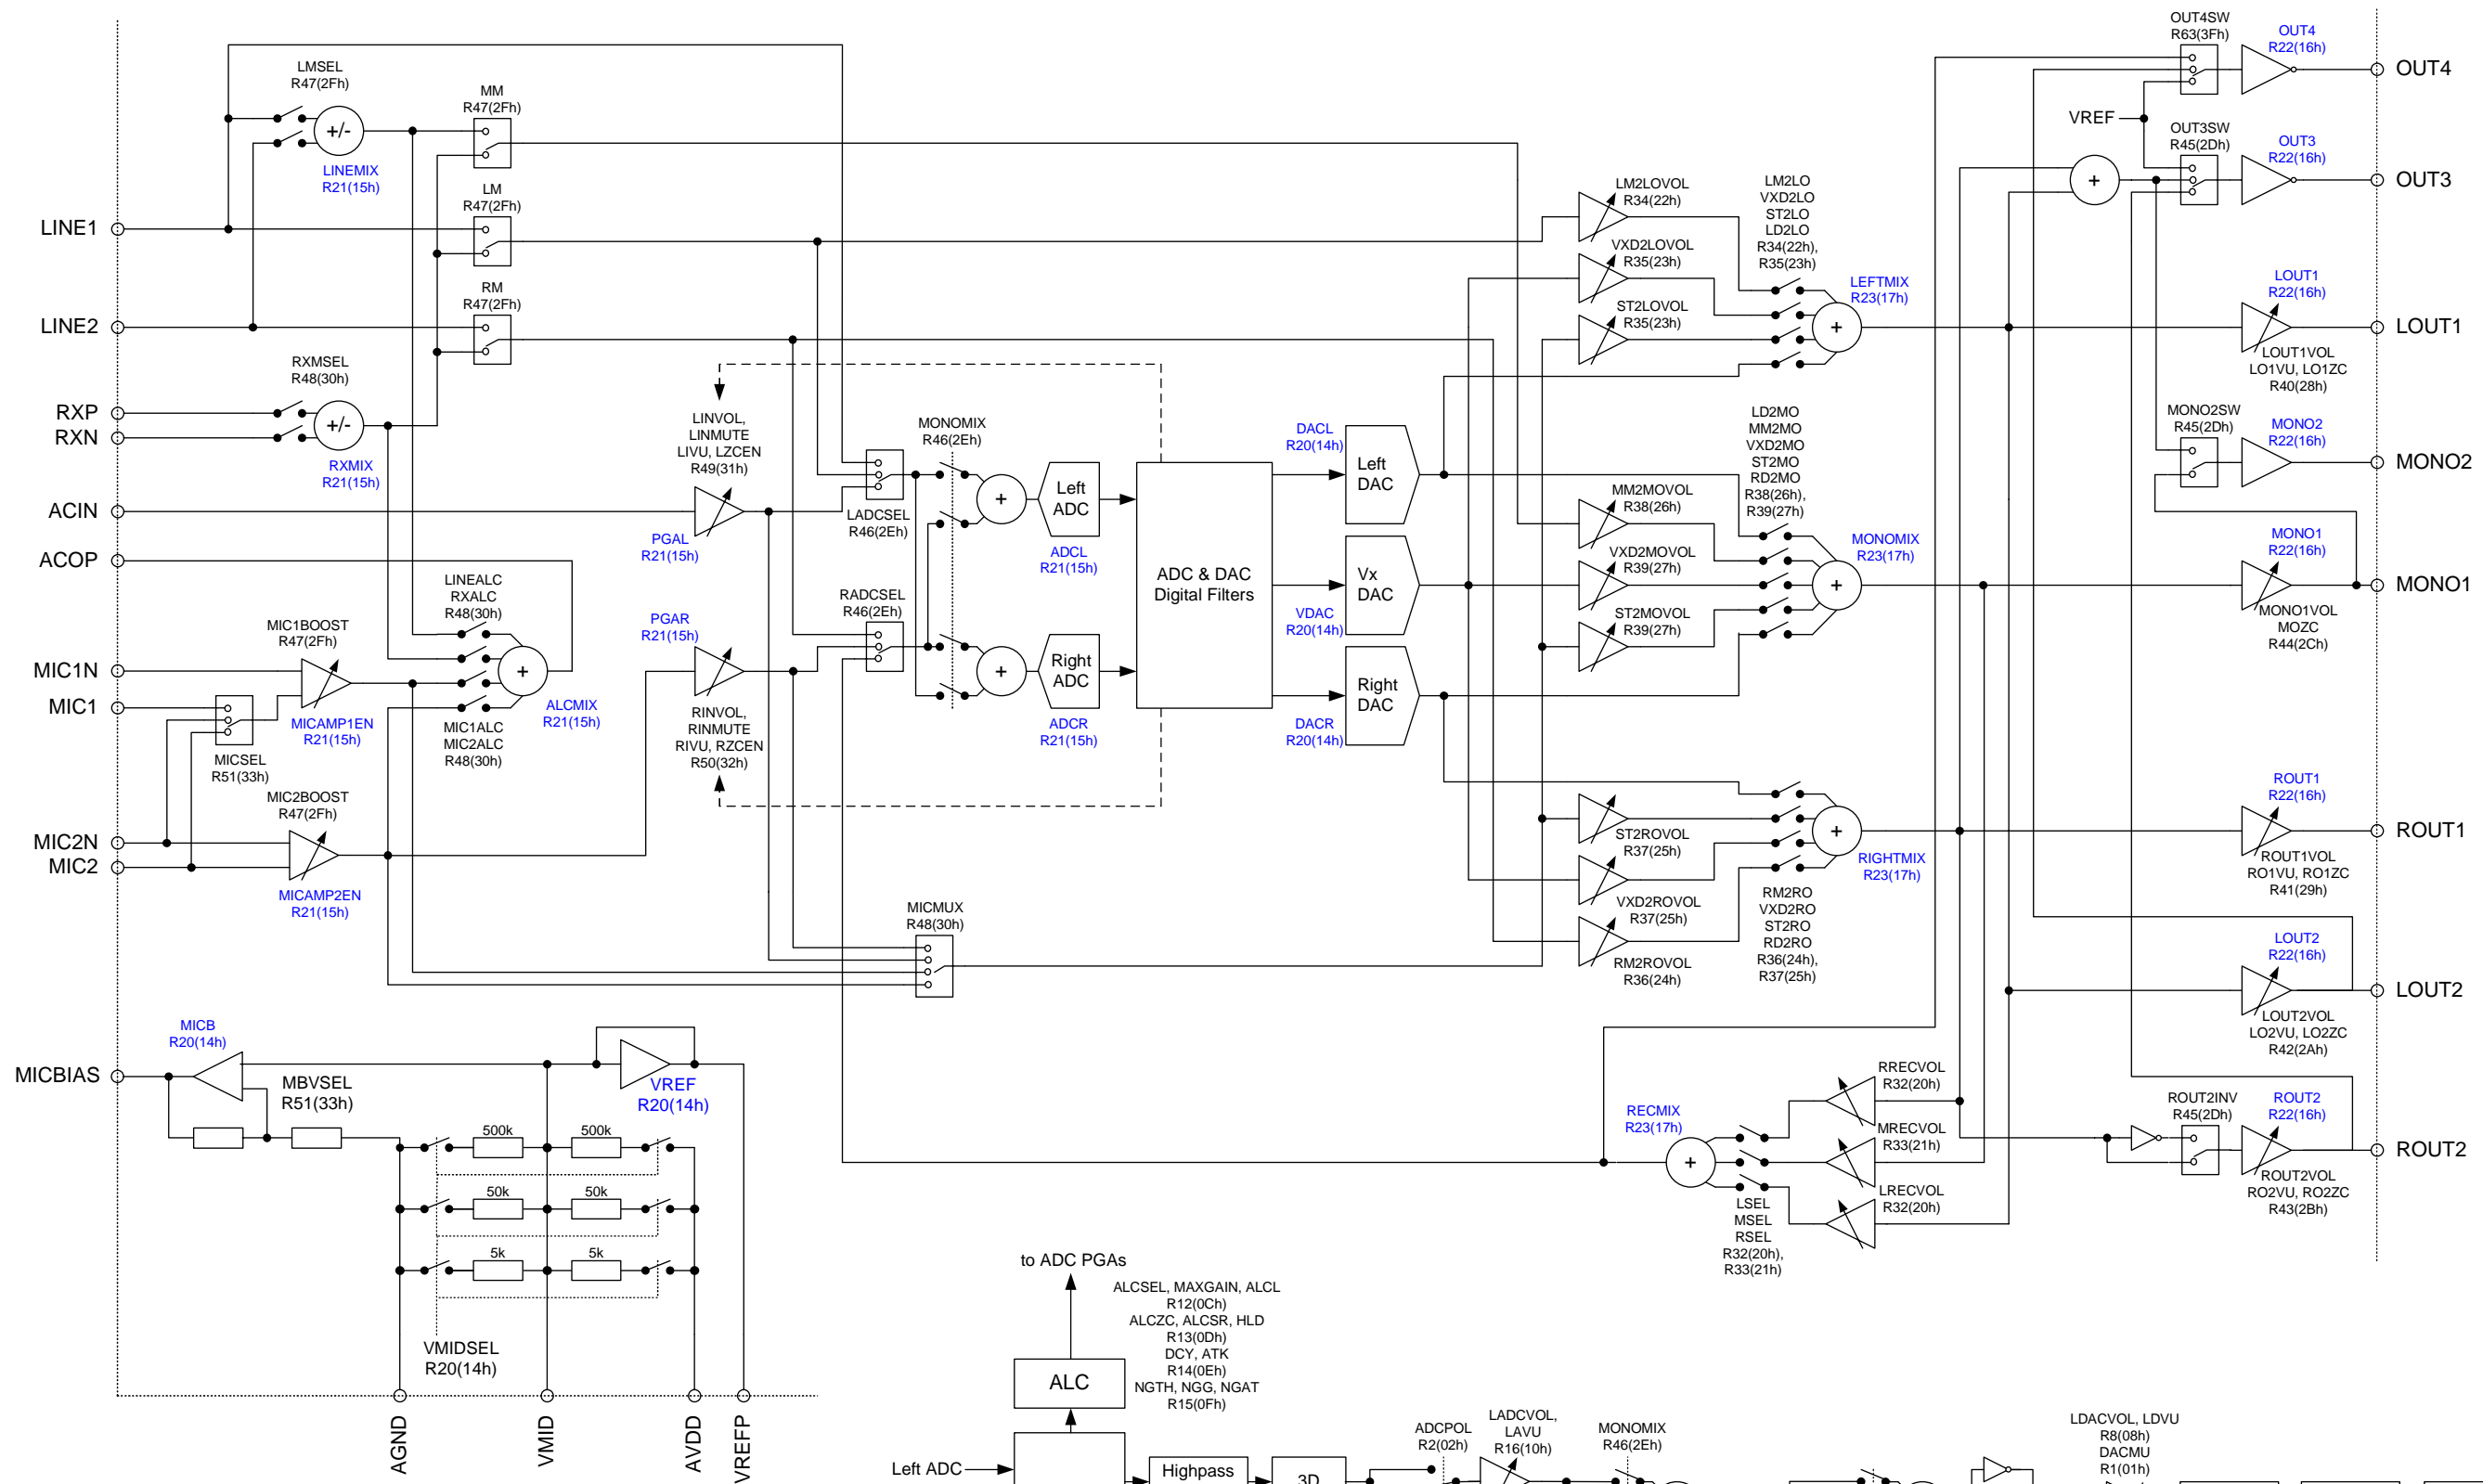 LMSEL
R47(2Fh)
LINEMIX
R21(15h)
+/-
MM
R47(2Fh)
LM
R47(2Fh)
RM
R47(2Fh)
LINE1
LINE2
RXMSEL
R48(30h)
RXP
RXN
+/-
RXMIX
R21(15h)
ACIN
ACOP
LINEALC
RXALC
R48(30h)
MIC1BOOST
R47(2Fh)
MIC1N
MIC1
MICAMP1EN
R21(15h)
MICSEL
R51(33h)
+
ALCMIX
R21(15h)
MIC1ALC
MIC2ALC
R48(30h)
MIC2BOOST
R47(2Fh)
MIC2N
MIC2
MICAMP2EN
R21(15h)
LINVOL,
LINMUTE
LIVU, LZCEN
R49(31h)
PGAL
R21(15h)
PGAR
R21(15h)
RINVOL,
RINMUTE
RIVU, RZCEN
R50(32h)
MONOMIX
R46(2Eh)
LADCSEL
R46(2Eh)
RADCSEL
R46(2Eh)
+
Left
ADC
ADCL
R21(15h)
+
Right
ADC
ADCR
R21(15h)
ADC & DAC
Digital Filters
DACL
R20(14h)
Left
DAC
Vx
DAC
VDAC
R20(14h)
Right
DAC
DACR
R20(14h)
MICMUX
R48(30h)
LM2LOVOL
R34(22h)
VXD2LOVOL
R35(23h)
ST2LOVOL
R35(23h)
LM2LO
VXD2LO
ST2LO
LD2LO
R34(22h),
R35(23h)
LEFTMIX
R23(17h)
+
MM2MOVOL
R38(26h)
VXD2MOVOL
R39(27h)
ST2MOVOL
R39(27h)
LD2MO
MM2MO
VXD2MO
ST2MO
RD2MO
R38(26h),
R39(27h)
MONOMIX
R23(17h)
+
ST2ROVOL
R37(25h)
VXD2ROVOL
R37(25h)
RM2ROVOL
R36(24h)
+
RIGHTMIX
R23(17h)
RM2RO
VXD2RO
ST2RO
RD2RO
R36(24h),
R37(25h)
OUT4SW
R63(3Fh)
OUT4
R22(16h)
OUT4
VREF
OUT3SW
R45(2Dh)
OUT3
R22(16h)
OUT3
+
LOUT1
R22(16h)
LOUT1
LOUT1VOL
LO1VU, LO1ZC
R40(28h)
MONO2SW
R45(2Dh)
MONO2
R22(16h)
MONO2
MONO1
R22(16h)
MONO1
MONO1VOL
MOZC
R44(2Ch)
ROUT1
R22(16h)
ROUT1
ROUT1VOL
RO1VU, RO1ZC
R41(29h)
LOUT2
R22(16h)
LOUT2
LOUT2VOL
LO2VU, LO2ZC
R42(2Ah)
ROUT2INV
R45(2Dh)
ROUT2
R22(16h)
ROUT2
ROUT2VOL
RO2VU, RO2ZC
R43(2Bh)
RRECVOL
R32(20h)
RECMIX
R23(17h)
MRECVOL
R33(21h)
+
LRECVOL
R32(20h)
LSEL
MSEL
RSEL
R32(20h),
R33(21h)
MICB
R20(14h)
MICBIAS
MBVSEL
R51(33h)
VREF
R20(14h)
500k
500k
50k
50k
5k
5k
VMIDSEL
R20(14h)
AGND
VMID
AVDD
VREFP
to ADC PGAs
ALCSEL, MAXGAIN, ALCL
R12(0Ch)
ALCZC, ALCSR, HLD
R13(0Dh)
DCY, ATK
R14(0Eh)
NGTH, NGG, NGAT
R15(0Fh)
ALC
Left ADC
Highpass
3D
ADCPOL
R2(02h)
LADCVOL,
LAVU
R16(10h)
MONOMIX
R46(2Eh)
LDACVOL, LDVU
R8(08h)
DACMU
R1(01h)